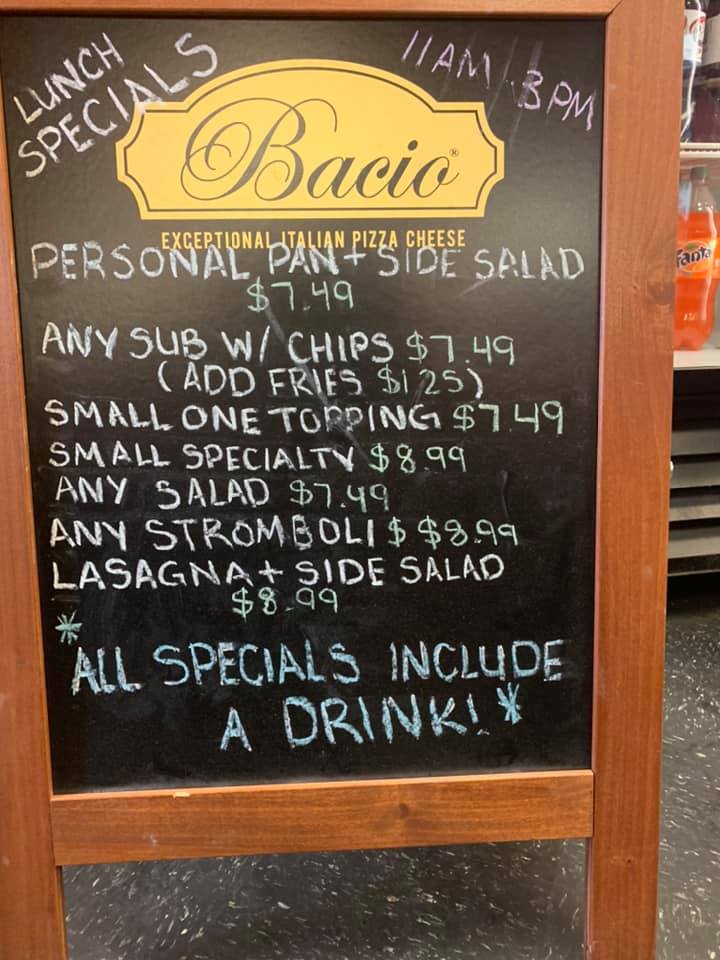 LUNCH
SPECIALS
11AM/3PM
Bacio®
EXCEPTIONAL ITALIAN PIZZA CHEESE
PERSONAL PAN + SIDE SALAD
$7.49
ANY SUB W/ CHIPS $7.49
(ADD FRIES $1.25)
SMALL ONE TOPPING $7.49
SMALL SPECIALTY $8.99
ANY SALAD $7.49
ANY STROMBOLI $ $8.99
LASAGNA + SIDE SALAD
$8.99
*ALL SPECIALS INCLUDE
A DRINK! *
Fanta